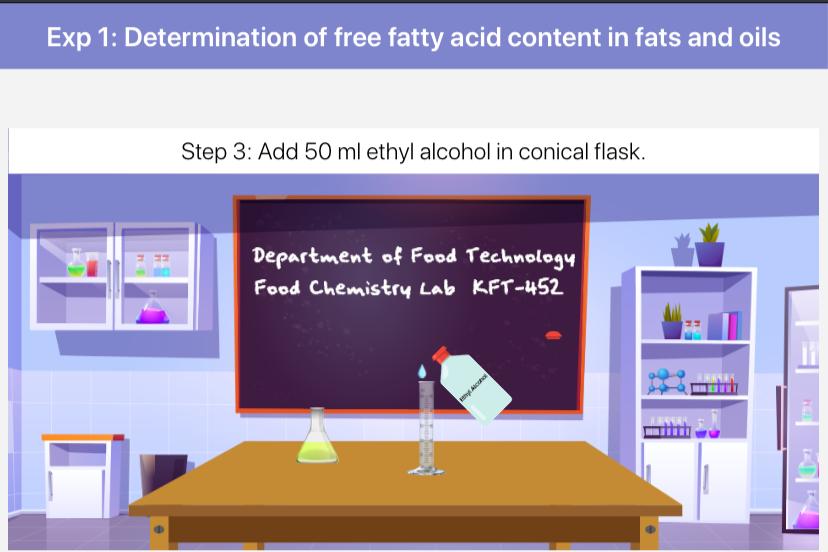 Exp 1: Determination of free fatty acid content in fats and oils
Step 3: Add 50 ml ethyl alcohol in conical flask.
Department of Food Technology
Food Chemistry Lab KFT-452
Ethyl Alcohol